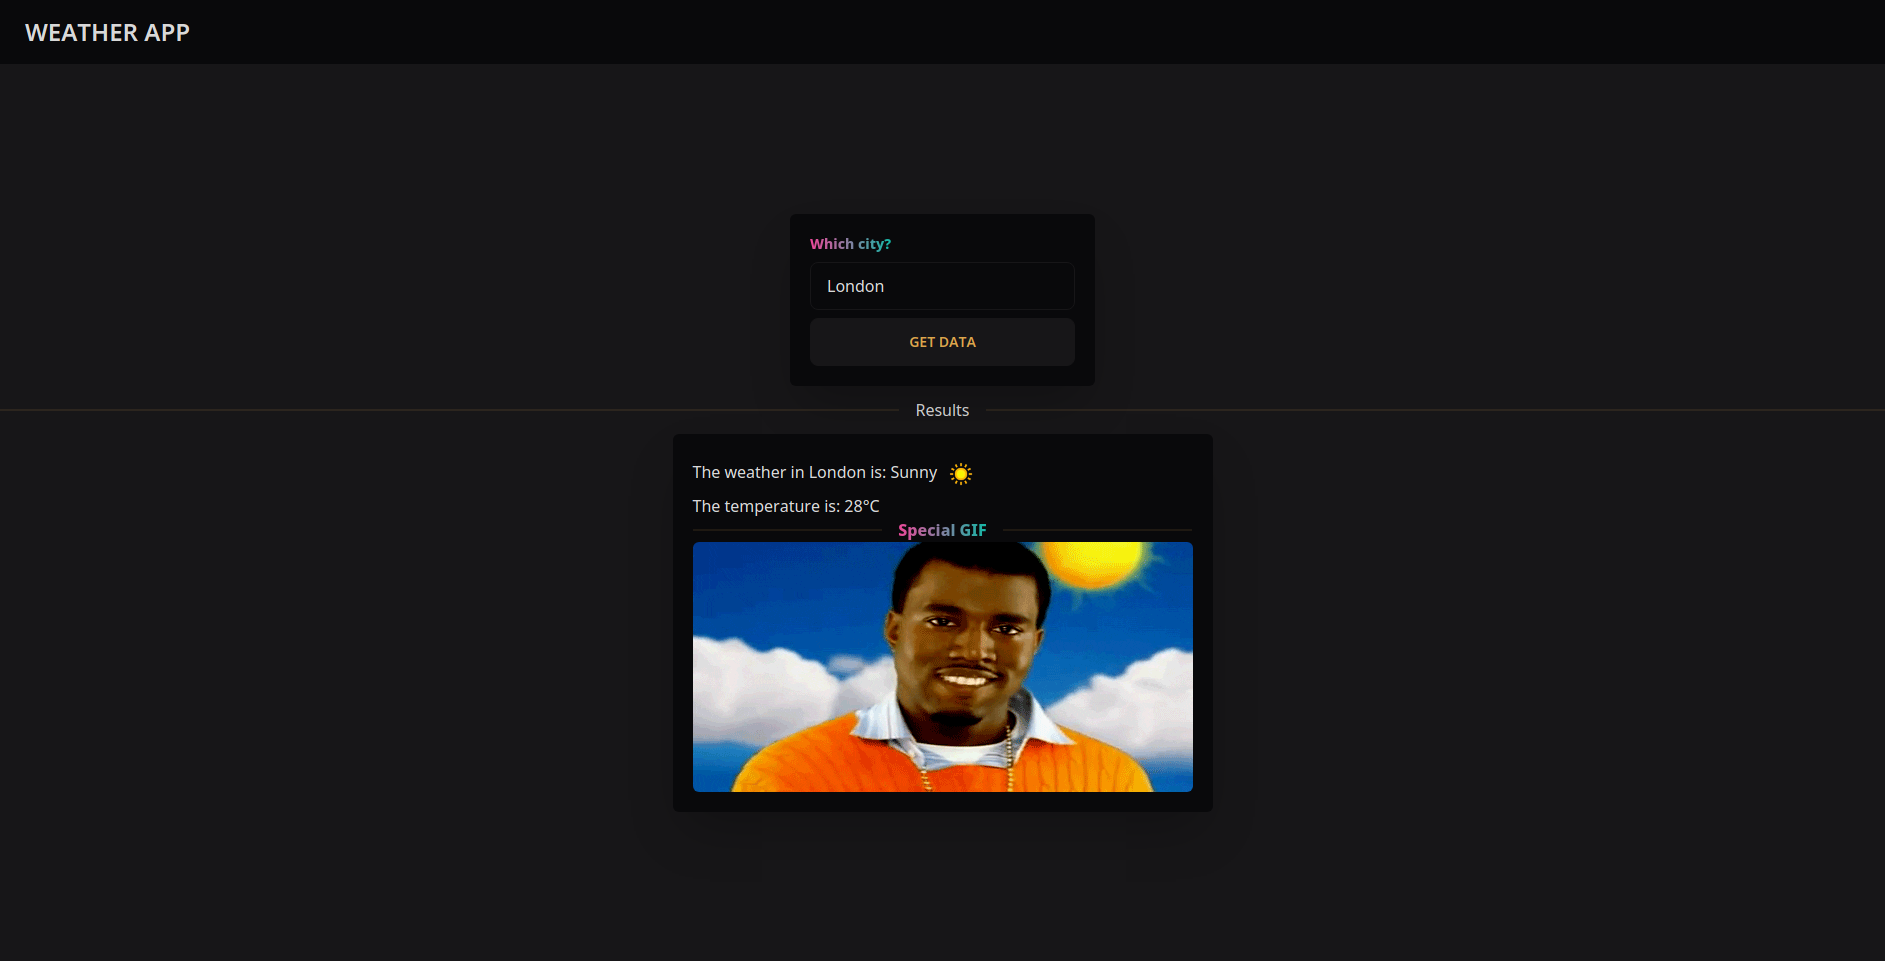 WEATHER APP
Which city?
London
GET DATA
Results
The weather in London is: Sunny
The temperature is: 28°C
Special GIF